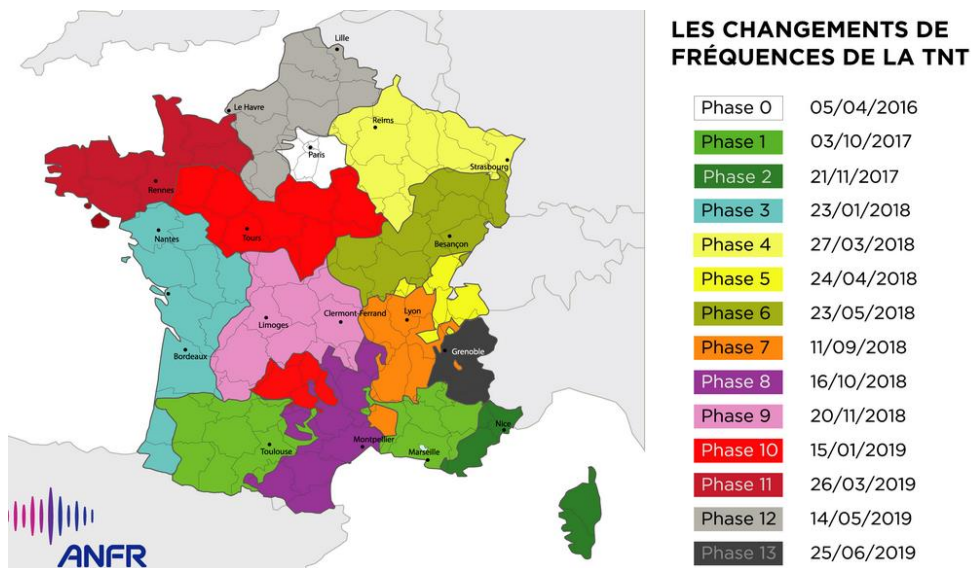 LES CHANGEMENTS DE
FRÉQUENCES DE LA TNT
Phase 0 05/04/2016
Phase 1 03/10/2017
Phase 2 21/11/2017
Phase 3 23/01/2018
Phase 4 27/03/2018
Phase 5 24/04/2018
Phase 6 23/05/2018
Phase 7 11/09/2018
Phase 8 16/10/2018
Phase 9 20/11/2018
Phase 10 15/01/2019
Phase 11 26/03/2019
Phase 12 14/05/2019
Phase 13 25/06/2019
Lille
Le Havre
Reims
Paris
Strasbourg
Rennes
Nantes
Tours
Besançon
Limoges
Clermont-Ferrand
Lyon
Bordeaux
Grenoble
Toulouse
Montpellier
Marseille
Nice
ANFR